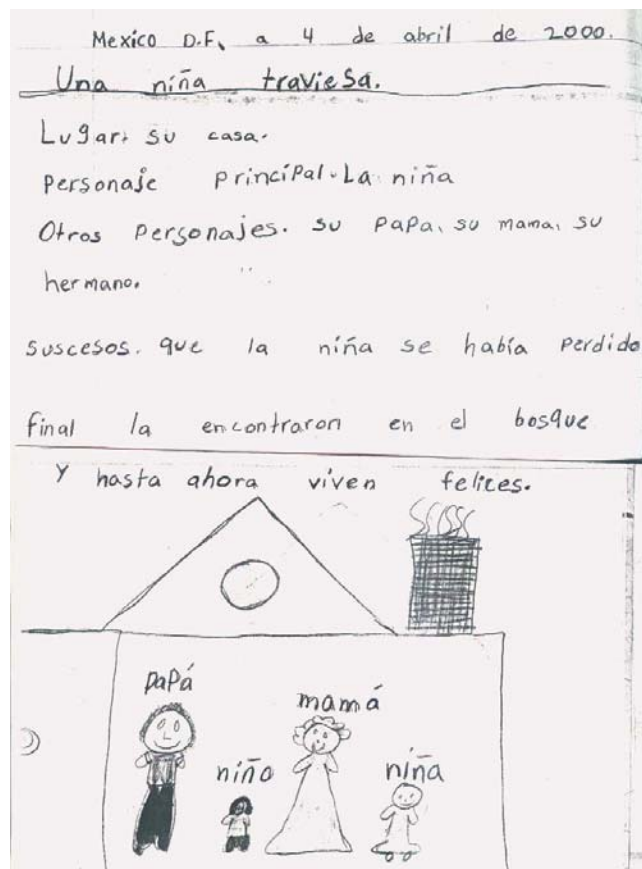 Mexico D.F. a 4 de abril de 2000.
Una niña traviesa.
Lugar: su casa.
Personaje principal. La niña
Otros personajes. su papa, su mama, su
hermano.
suscesos. que la niña se había perdido
final la encontraron en el bosque
Y hasta ahora viven felices.
papá
mamá
niño
niña